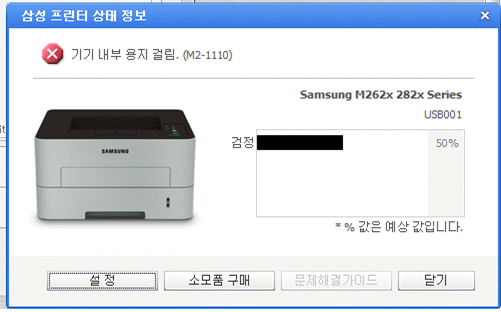 삼성 프린터 상태 정보
기기 내부 용지 걸림. (M2-1110)
Samsung M262x 282x Series
USB001
SAMSUNG
검정 50%
* % 값은 예상 값입니다.
설 정 소모품 구매 문제해결가이드 닫기